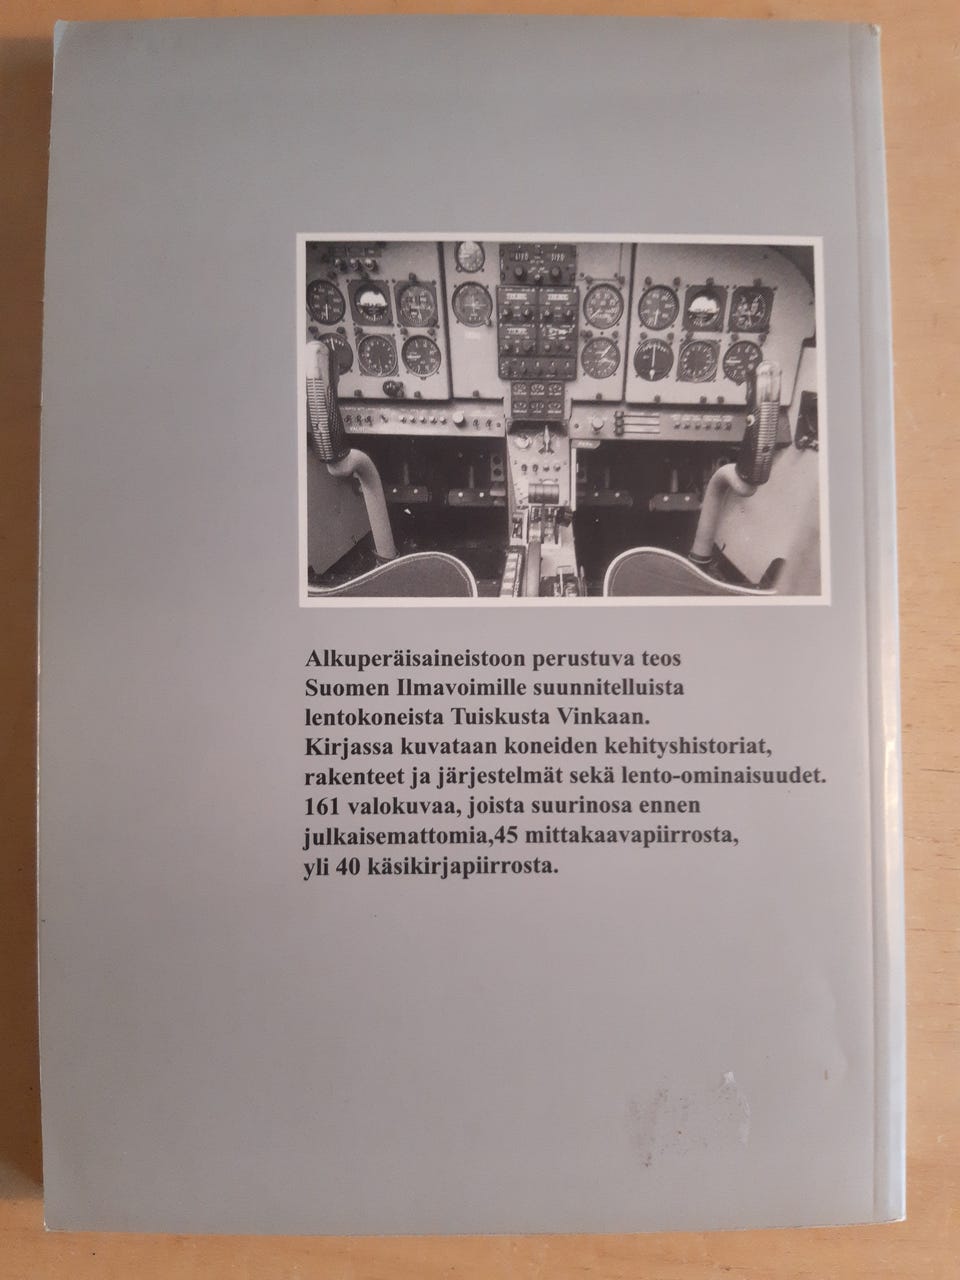 Alkuperäisaineistoon perustuva teos
Suomen Ilmavoimille suunnitelluista
lentokoneista Tuiskusta Vinkaan.
Kirjassa kuvataan koneiden kehityshistoriat,
rakenteet ja järjestelmät sekä lento-ominaisuudet.
161 valokuvaa, joista suurinosa ennen
julkaisemattomia,45 mittakaavapiirrosta,
yli 40 käsikirjapiirrosta.